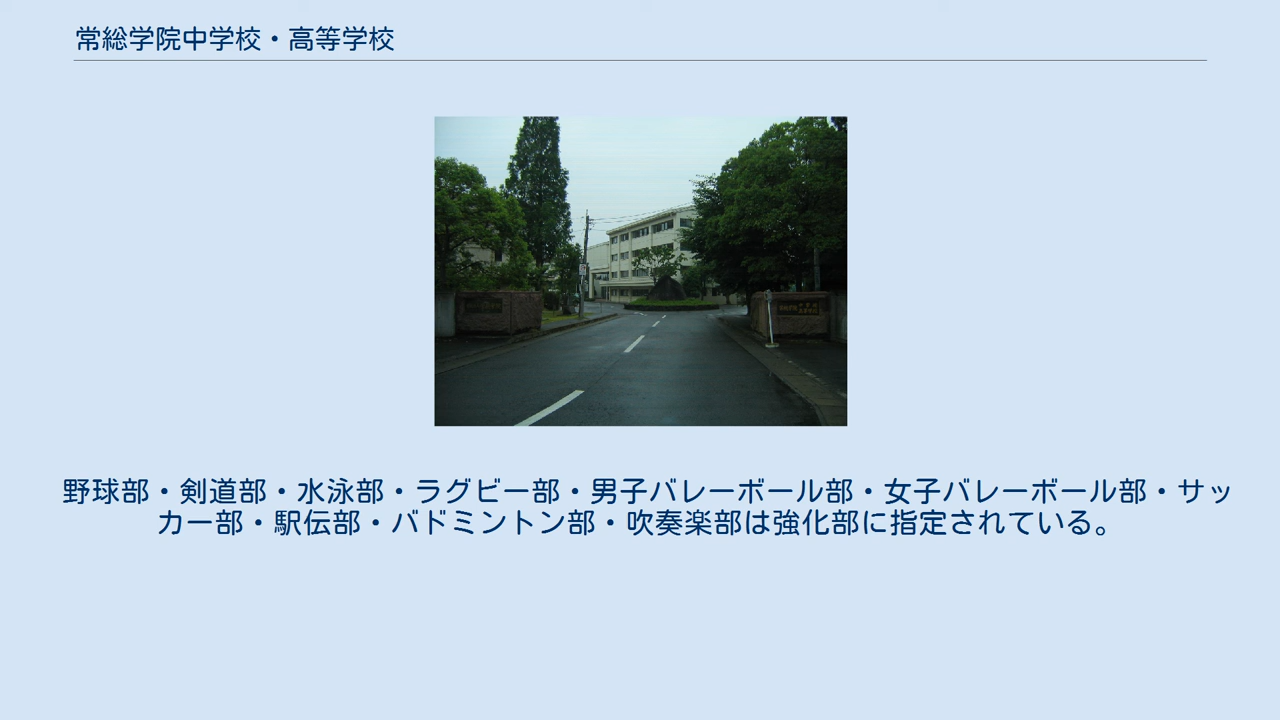 常総学院中学校・高等学校
野球部・剣道部・水泳部・ラグビー部・男子バレーボール部・女子バレーボール部・サッ
カー部・駅伝部・バドミントン部・吹奏楽部は強化部に指定されている。